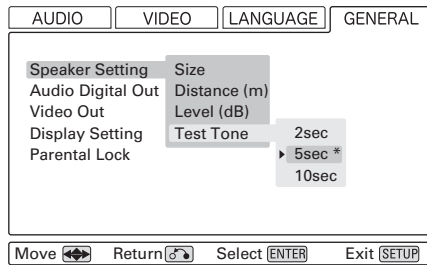 AUDIO VIDEO LANGUAGE GENERAL
Speaker Setting Size
Audio Digital Out Distance (m)
Video Out Level (dB)
Display Setting Test Tone 2sec
Parental Lock 5sec *
10sec
Move Return Select ENTER Exit SETUP